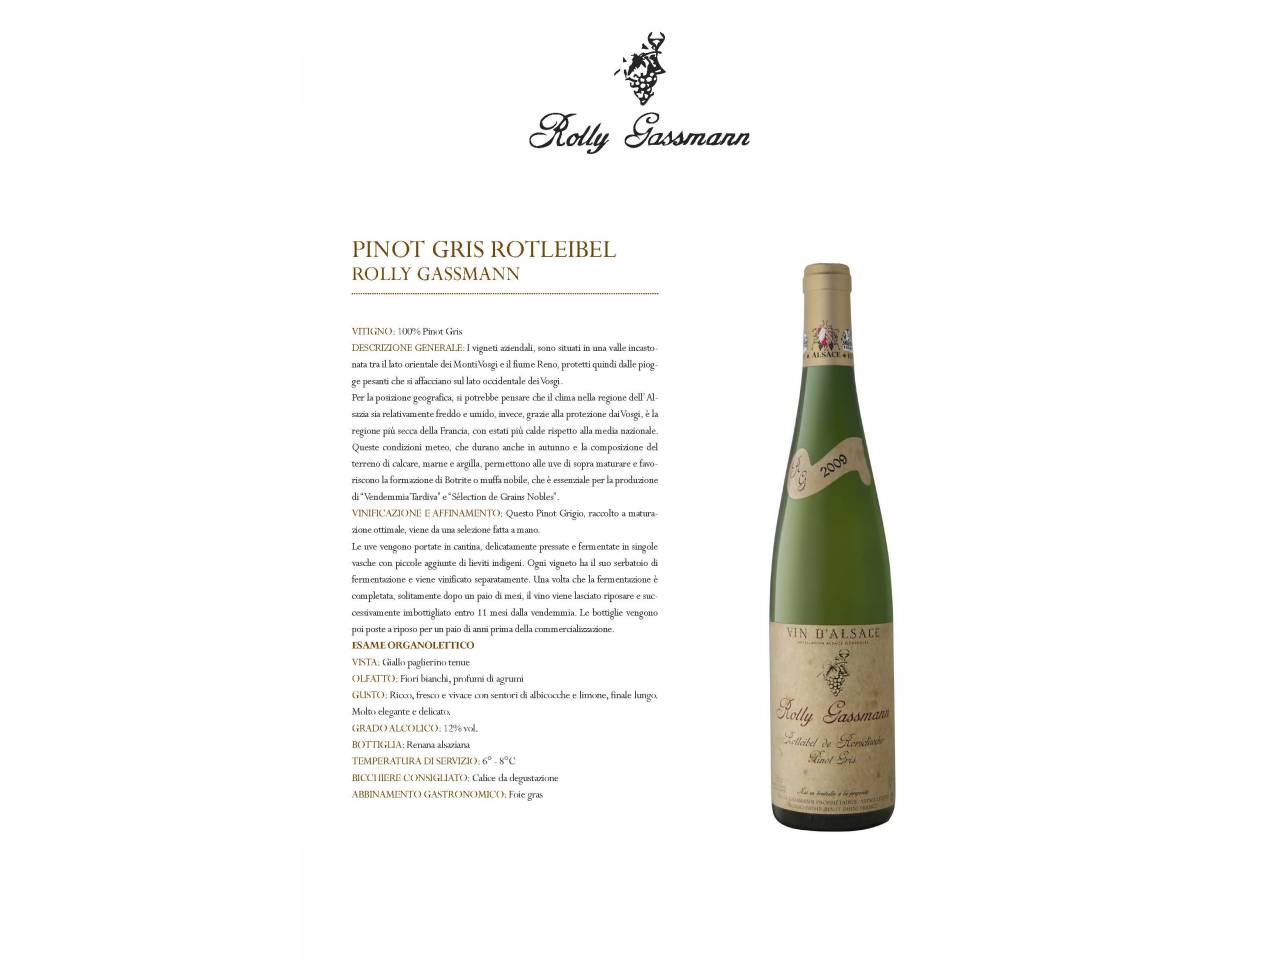 Rolly Gassmann
PINOT GRIS ROTLEIBEL
ROLLY GASSMANN
VITIGNO: 100% Pinot Gris
DESCRIZIONE GENERALE: I vigneti aziendali, sono situati in una valle incasto-
nata tra il lato orientale dei Monti Vosgi e il fiume Reno, protetti quindi dalle piog-
ge pesanti che si affacciano sul lato occidentale dei Vosgi.
Per la posizione geografica, si potrebbe pensare che il clima nella regione dell' Al-
sazia sia relativamente freddo e umido, invece, grazie alla protezione dai Vosgi, è la
regione più secca della Francia, con estati più calde rispetto alla media nazionale.
Queste condizioni meteo, che durano anche in autunno e la composizione del
terreno di calcare, marne e argilla, permettono alle uve di sopra maturare e favo-
riscono la formazione di Botrite o muffa nobile, che è essenziale per la produzione
di “Vendemmia Tardiva” e “Sélection de Grains Nobles”.
VINIFICAZIONE E AFFINAMENTO: Questo Pinot Grigio, raccolto a matura-
zione ottimale, viene da una selezione fatta a mano.
Le uve vengono portate in cantina, delicatamente pressate e fermentate in singole
vasche con piccole aggiunte di lieviti indigeni. Ogni vigneto ha il suo serbatoio di
fermentazione e viene vinificato separatamente. Una volta che la fermentazione è
completata, solitamente dopo un paio di mesi, il vino viene lasciato riposare e suc-
cessivamente imbottigliato entro 11 mesi dalla vendemmia. Le bottiglie vengono
poi poste a riposo per un paio di anni prima della commercializzazione.
ESAME ORGANOLETTICO
VISTA: Giallo paglierino tenue
OLFATTO: Fiori bianchi, profumi di agrumi
GUSTO: Ricco, fresco e vivace con sentori di albicocche e limone, finale lungo.
Molto elegante e delicato.
GRADO ALCOLICO: 12% vol.
BOTTIGLIA: Renana alsaziana
TEMPERATURA DI SERVIZIO: 6° - 8°C
BICCHIERE CONSIGLIATO: Calice da degustazione
ABBINAMENTO GASTRONOMICO: Foie gras
ALSACE
RG 2009
VIN D'ALSACE
Rolly Gassmann
Rotleibel de Rorschwihr
Pinot Gris